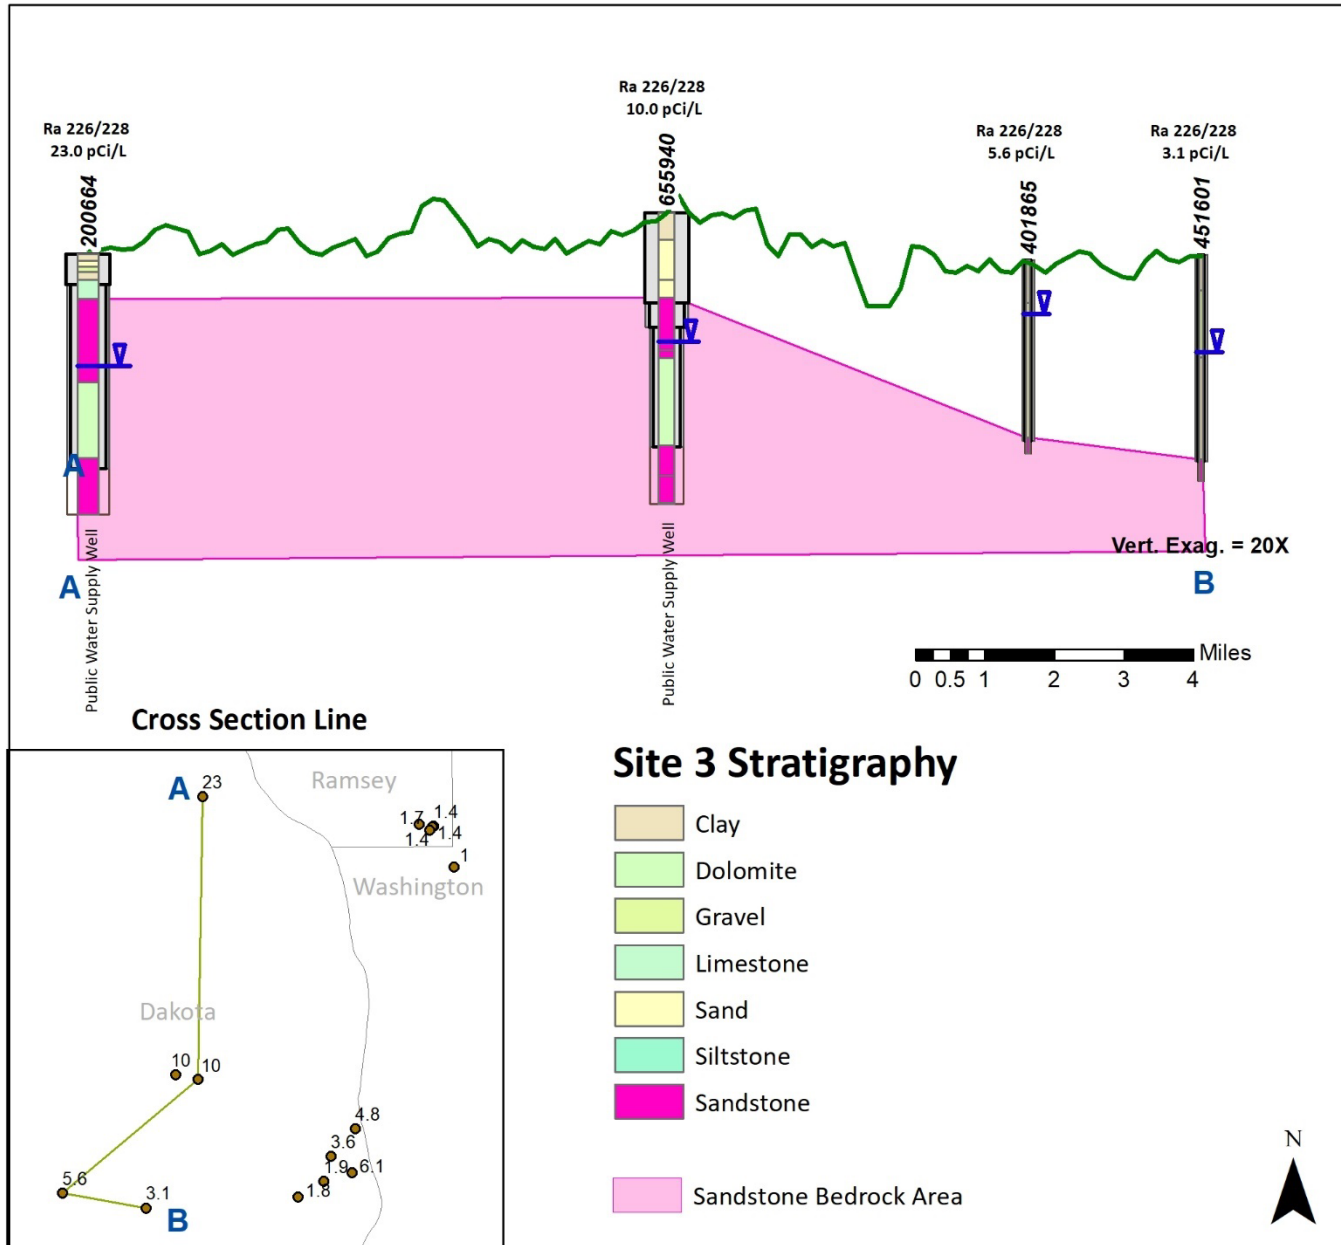 Ra 226/228
10.0 pCi/L
Ra 226/228
23.0 pCi/L
Ra 226/228
5.6 pCi/L
Ra 226/228
3.1 pCi/L
200664
655940
401865
451601
A
Vert. Exag. = 20X
A
B
Public Water Supply Well
Public Water Supply Well
Miles
0 0.5 1 2 3 4
Cross Section Line
A
23
Ramsey
1.7
1.4
1.4
1.4
1
Washington
Dakota
10
10
4.8
3.6
1.9
6.1
1.8
5.6
3.1
B
Site 3 Stratigraphy
Clay
Dolomite
Gravel
Limestone
Sand
Siltstone
Sandstone
Sandstone Bedrock Area
N